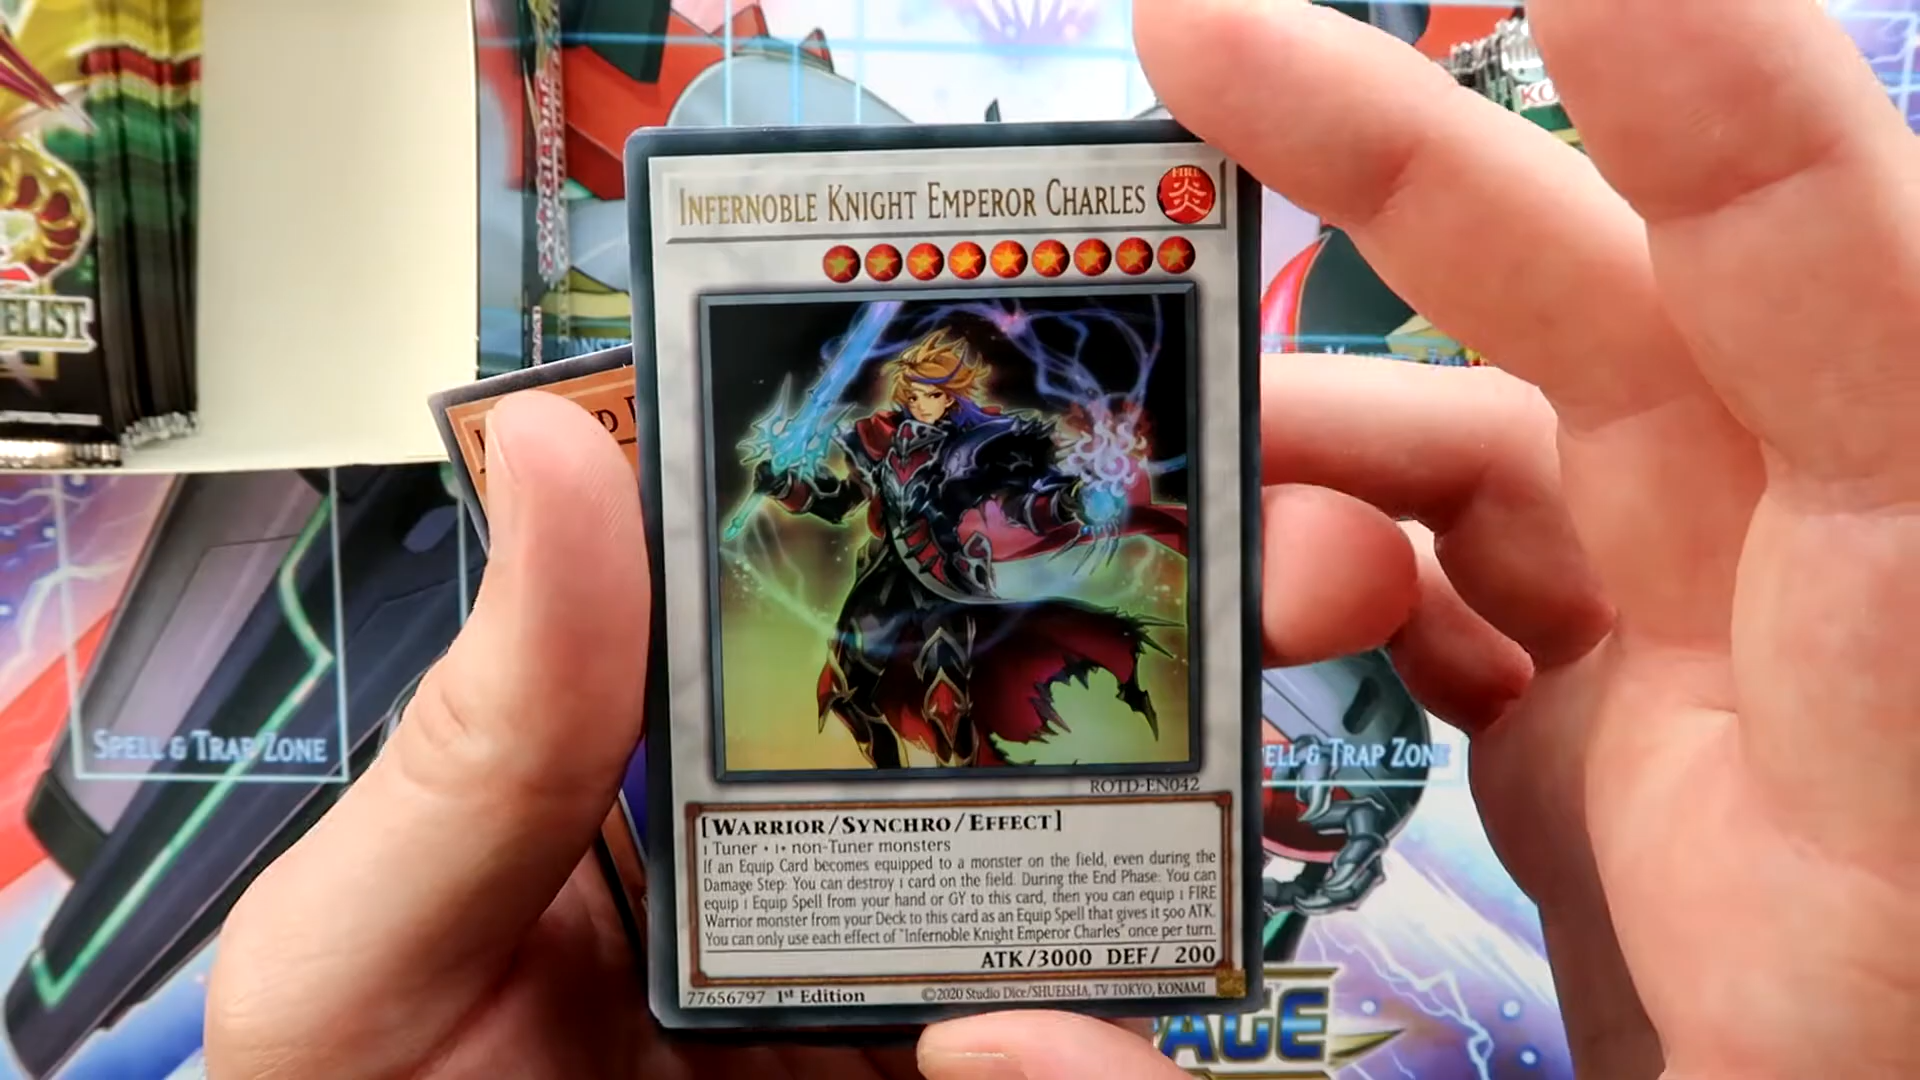 KO
INFERNOBLE KNIGHT EMPEROR CHARLES
FIRE
炎
ELIST
SPELL & TRAP ZONE
ELL & TRAP ZONE
ROTD-EN042
[WARRIOR/SYNCHRO/EFFECT]
1 Tuner + 1+ non-Tuner monsters
If an Equip Card becomes equipped to a monster on the field, even during the
Damage Step: You can destroy 1 card on the field. During the End Phase: You can
equip 1 Equip Spell from your hand or GY to this card, then you can equip 1 FIRE
Warrior monster from your Deck to this card as an Equip Spell that gives it 500 ATK.
You can only use each effect of "Infernoble Knight Emperor Charles" once per turn.
ATK/3000 DEF/ 200
77656797 1st Edition ©2020 Studio Dice/SHUEISHA, TV TOKYO, KONAMI
AGE